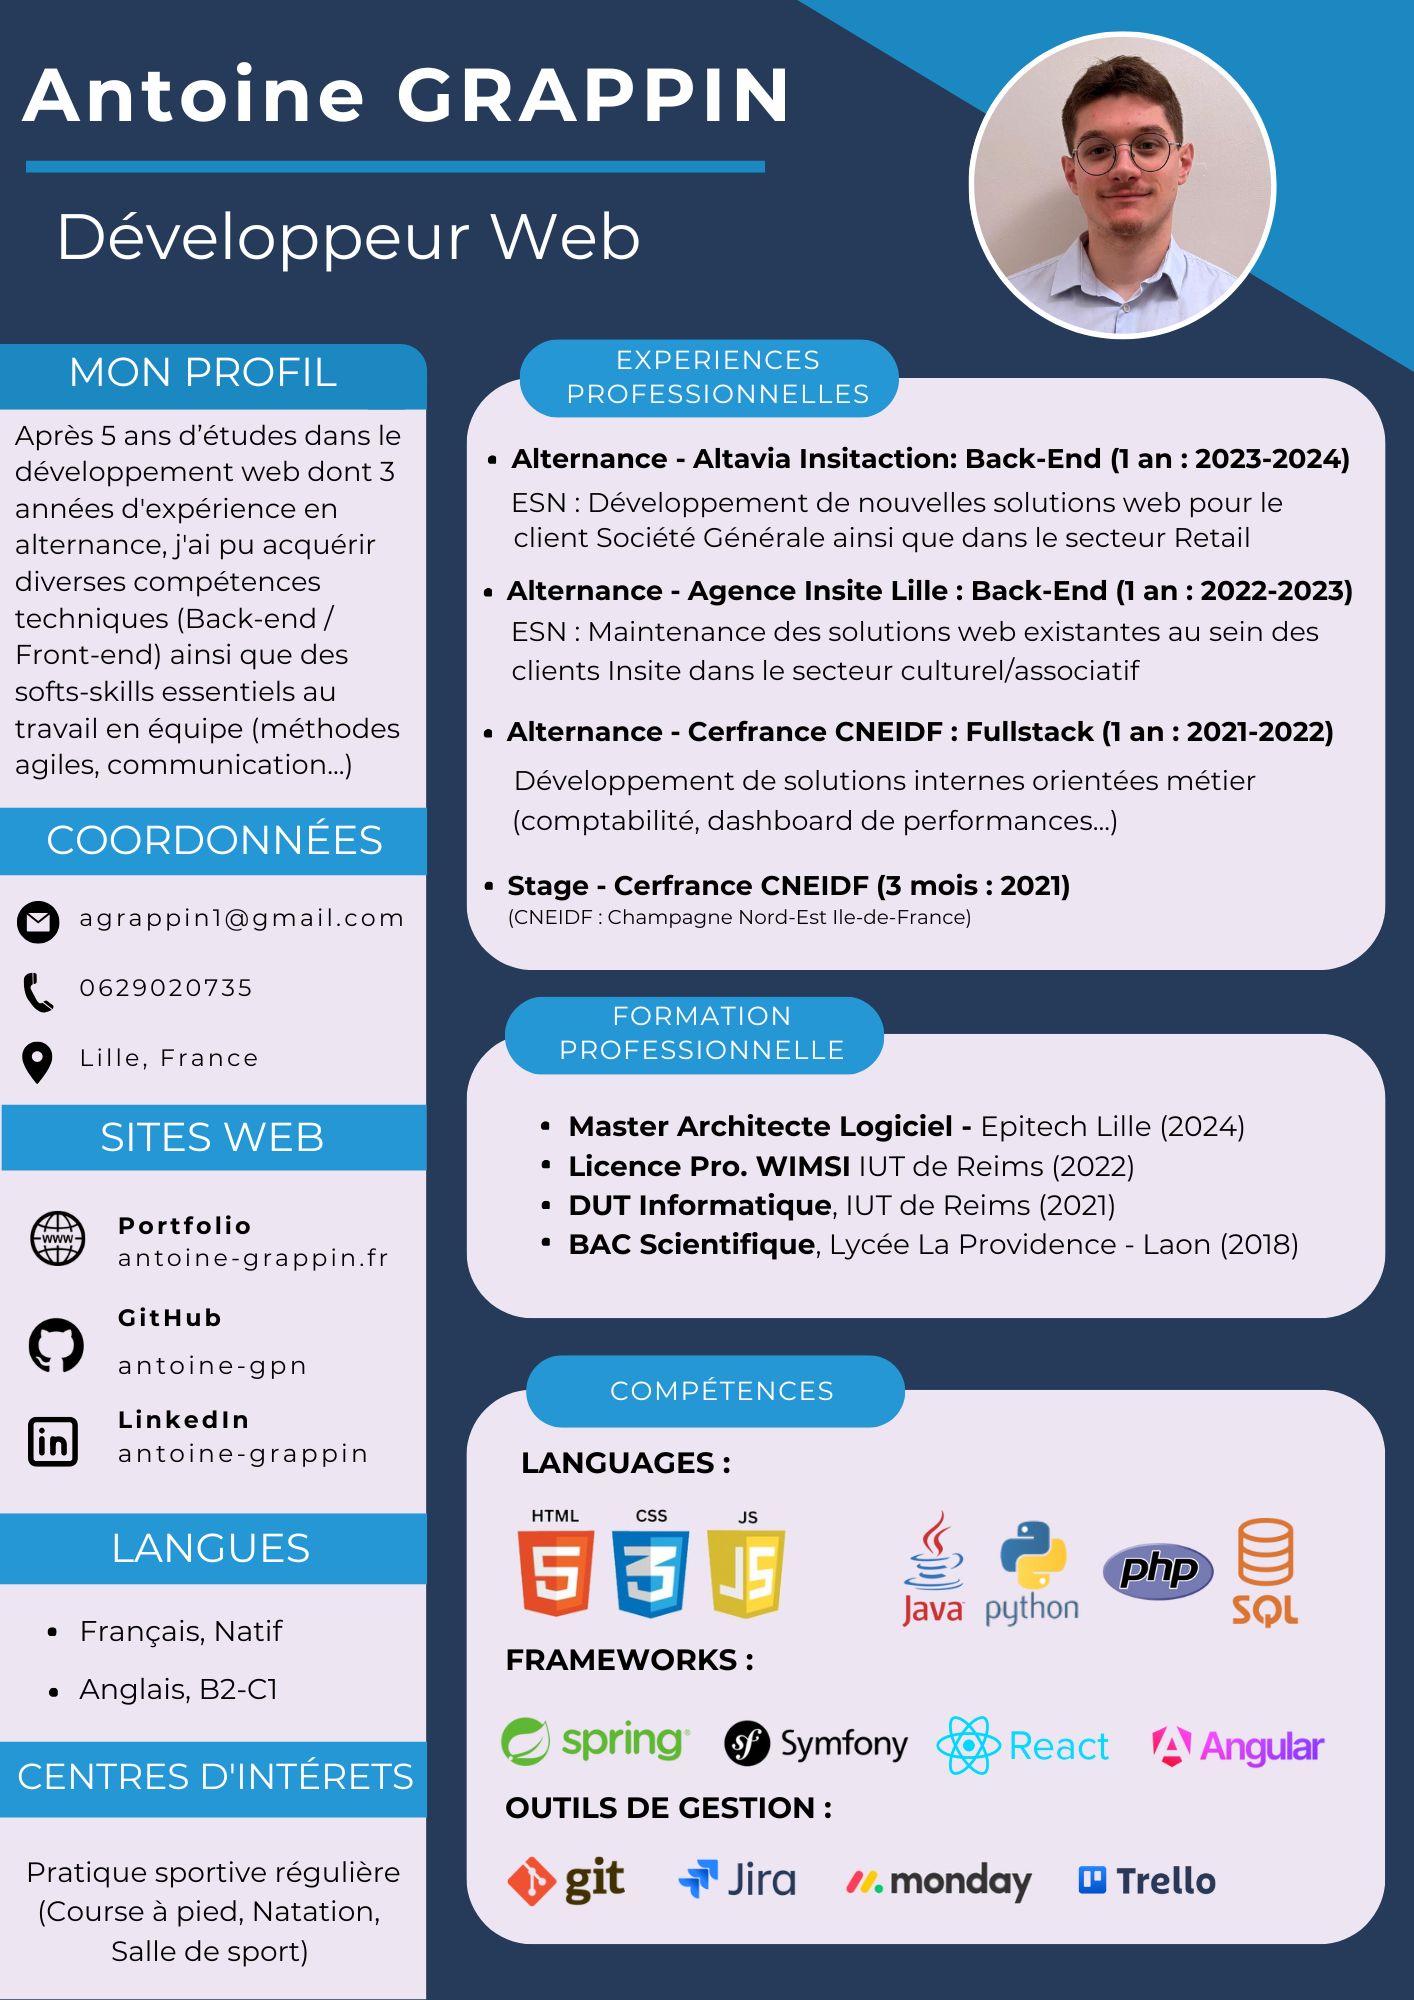 Antoine GRAPPIN
Développeur Web
MON PROFIL
Après 5 ans d’études dans le
développement web dont 3
années d'expérience en
alternance, j'ai pu acquérir
diverses compétences
techniques (Back-end /
Front-end) ainsi que des
softs-skills essentiels au
travail en équipe (méthodes
agiles, communication...)
COORDONNÉES
agrappin1@gmail.com
0629020735
Lille, France
SITES WEB
www
Portfolio
antoine-grappin.fr
GitHub
antoine-gpn
in
LinkedIn
antoine-grappin
LANGUES
• Français, Natif
• Anglais, B2-C1
CENTRES D'INTÉRETS
Pratique sportive régulière
(Course à pied, Natation,
Salle de sport)
EXPERIENCES
PROFESSIONNELLES
• Alternance - Altavia Insitaction: Back-End (1 an : 2023-2024)
ESN : Développement de nouvelles solutions web pour le
client Société Générale ainsi que dans le secteur Retail
• Alternance - Agence Insite Lille : Back-End (1 an : 2022-2023)
ESN : Maintenance des solutions web existantes au sein des
clients Insite dans le secteur culturel/associatif
• Alternance - Cerfrance CNEIDF : Fullstack (1 an : 2021-2022)
Développement de solutions internes orientées métier
(comptabilité, dashboard de performances...)
• Stage - Cerfrance CNEIDF (3 mois : 2021)
(CNEIDF : Champagne Nord-Est Ile-de-France)
FORMATION
PROFESSIONNELLE
• Master Architecte Logiciel - Epitech Lille (2024)
• Licence Pro. WIMSI IUT de Reims (2022)
• DUT Informatique, IUT de Reims (2021)
• BAC Scientifique, Lycée La Providence - Laon (2018)
COMPÉTENCES
LANGUAGES :
HTML CSS JS
5 3 JS Java python php SQL
FRAMEWORKS :
spring® sf Symfony React A Angular
OUTILS DE GESTION :
git Jira monday Trello